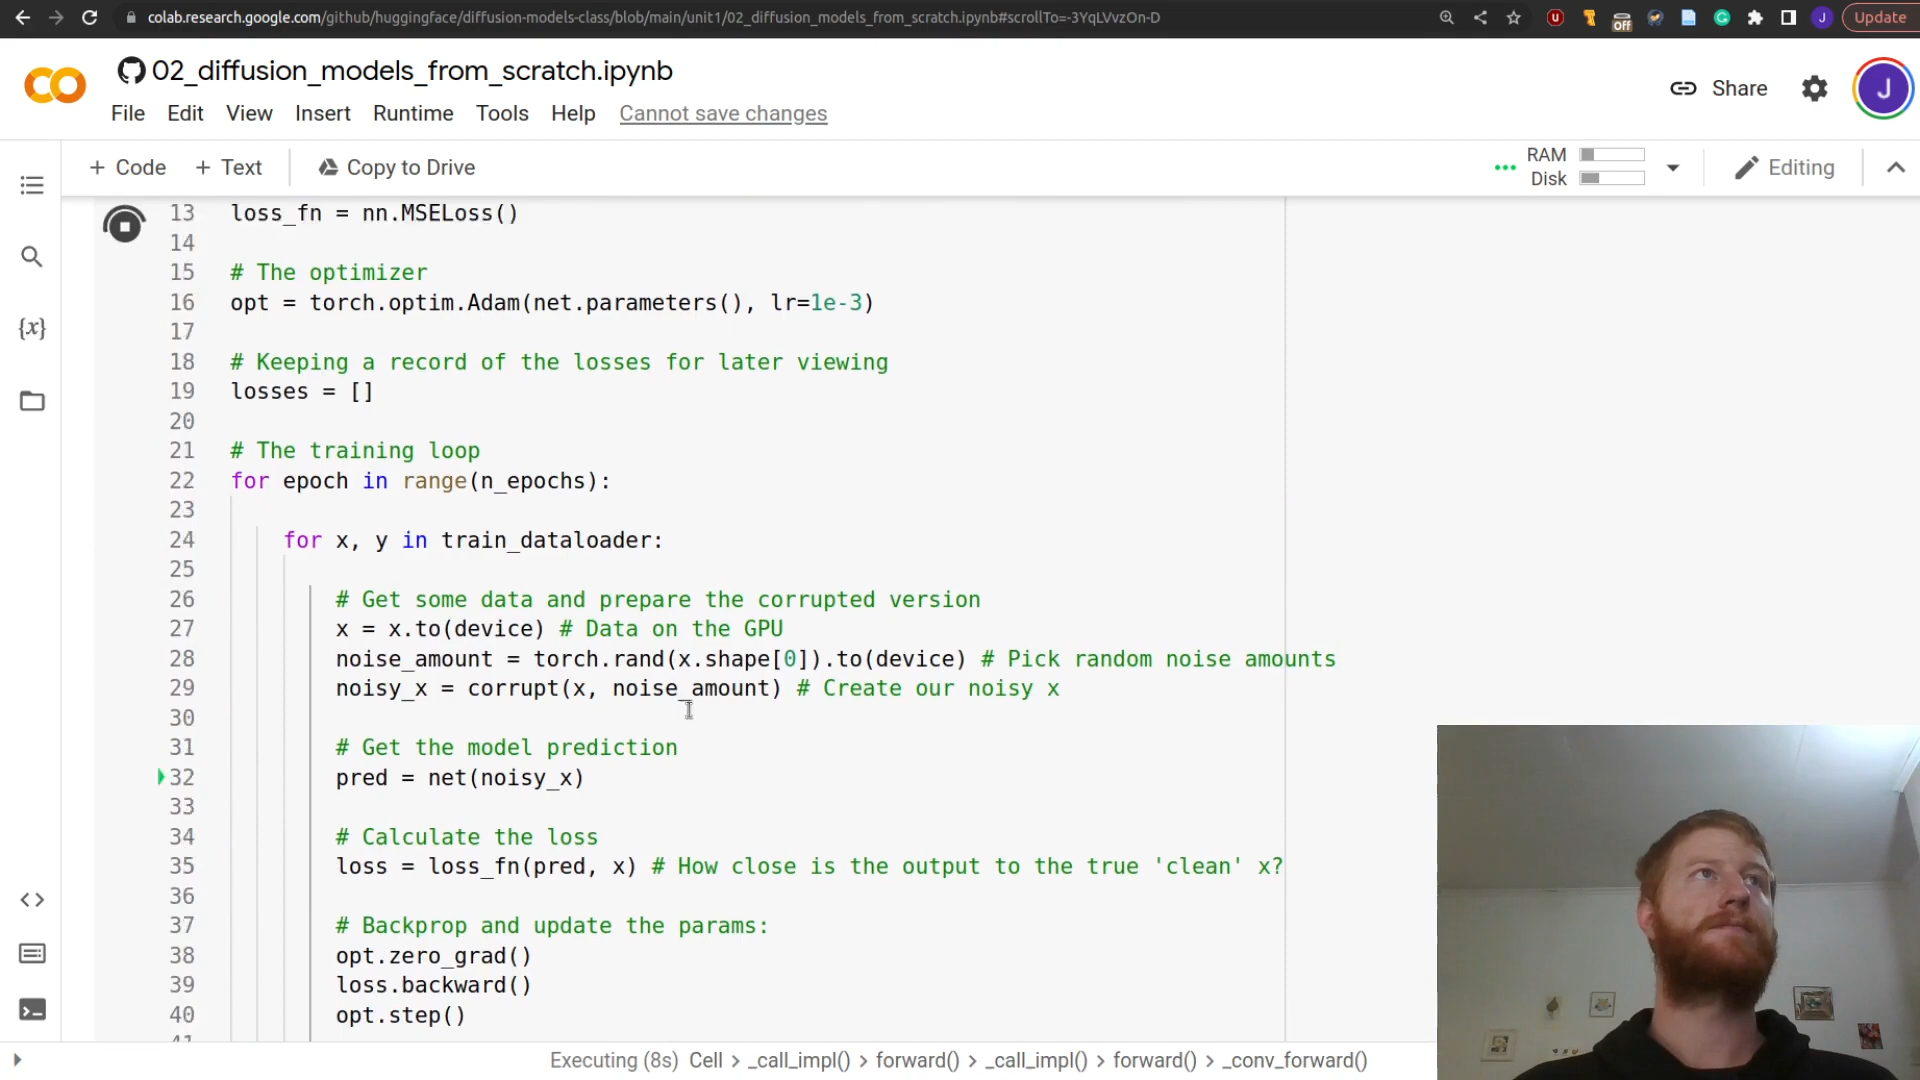 colab.research.google.com/github/huggingface/diffusion-models-class/blob/main/unit1/02_diffusion_models_from_scratch.ipynb#scrollTo=-3YqLVvzOn-D
Off
J
Update
02_diffusion_models_from_scratch.ipynb
File Edit View Insert Runtime Tools Help Cannot save changes
Share
J
+ Code + Text Copy to Drive
RAM
Disk
Editing
{x}
13 loss_fn = nn.MSELoss()
14
15 # The optimizer
16 opt = torch.optim.Adam(net.parameters(), lr=1e-3)
17
18 # Keeping a record of the losses for later viewing
19 losses = []
20
21 # The training loop
22 for epoch in range(n_epochs):
23
24 for x, y in train_dataloader:
25
26 # Get some data and prepare the corrupted version
27 x = x.to(device) # Data on the GPU
28 noise_amount = torch.rand(x.shape[0]).to(device) # Pick random noise amounts
29 noisy_x = corrupt(x, noise_amount) # Create our noisy x
30
31 # Get the model prediction
32 pred = net(noisy_x)
33
34 # Calculate the loss
35 loss = loss_fn(pred, x) # How close is the output to the true 'clean' x?
36
37 # Backprop and update the params:
38 opt.zero_grad()
39 loss.backward()
40 opt.step()
41
Executing (8s) Cell > _call_impl() > forward() > _call_impl() > forward() > _conv_forward()